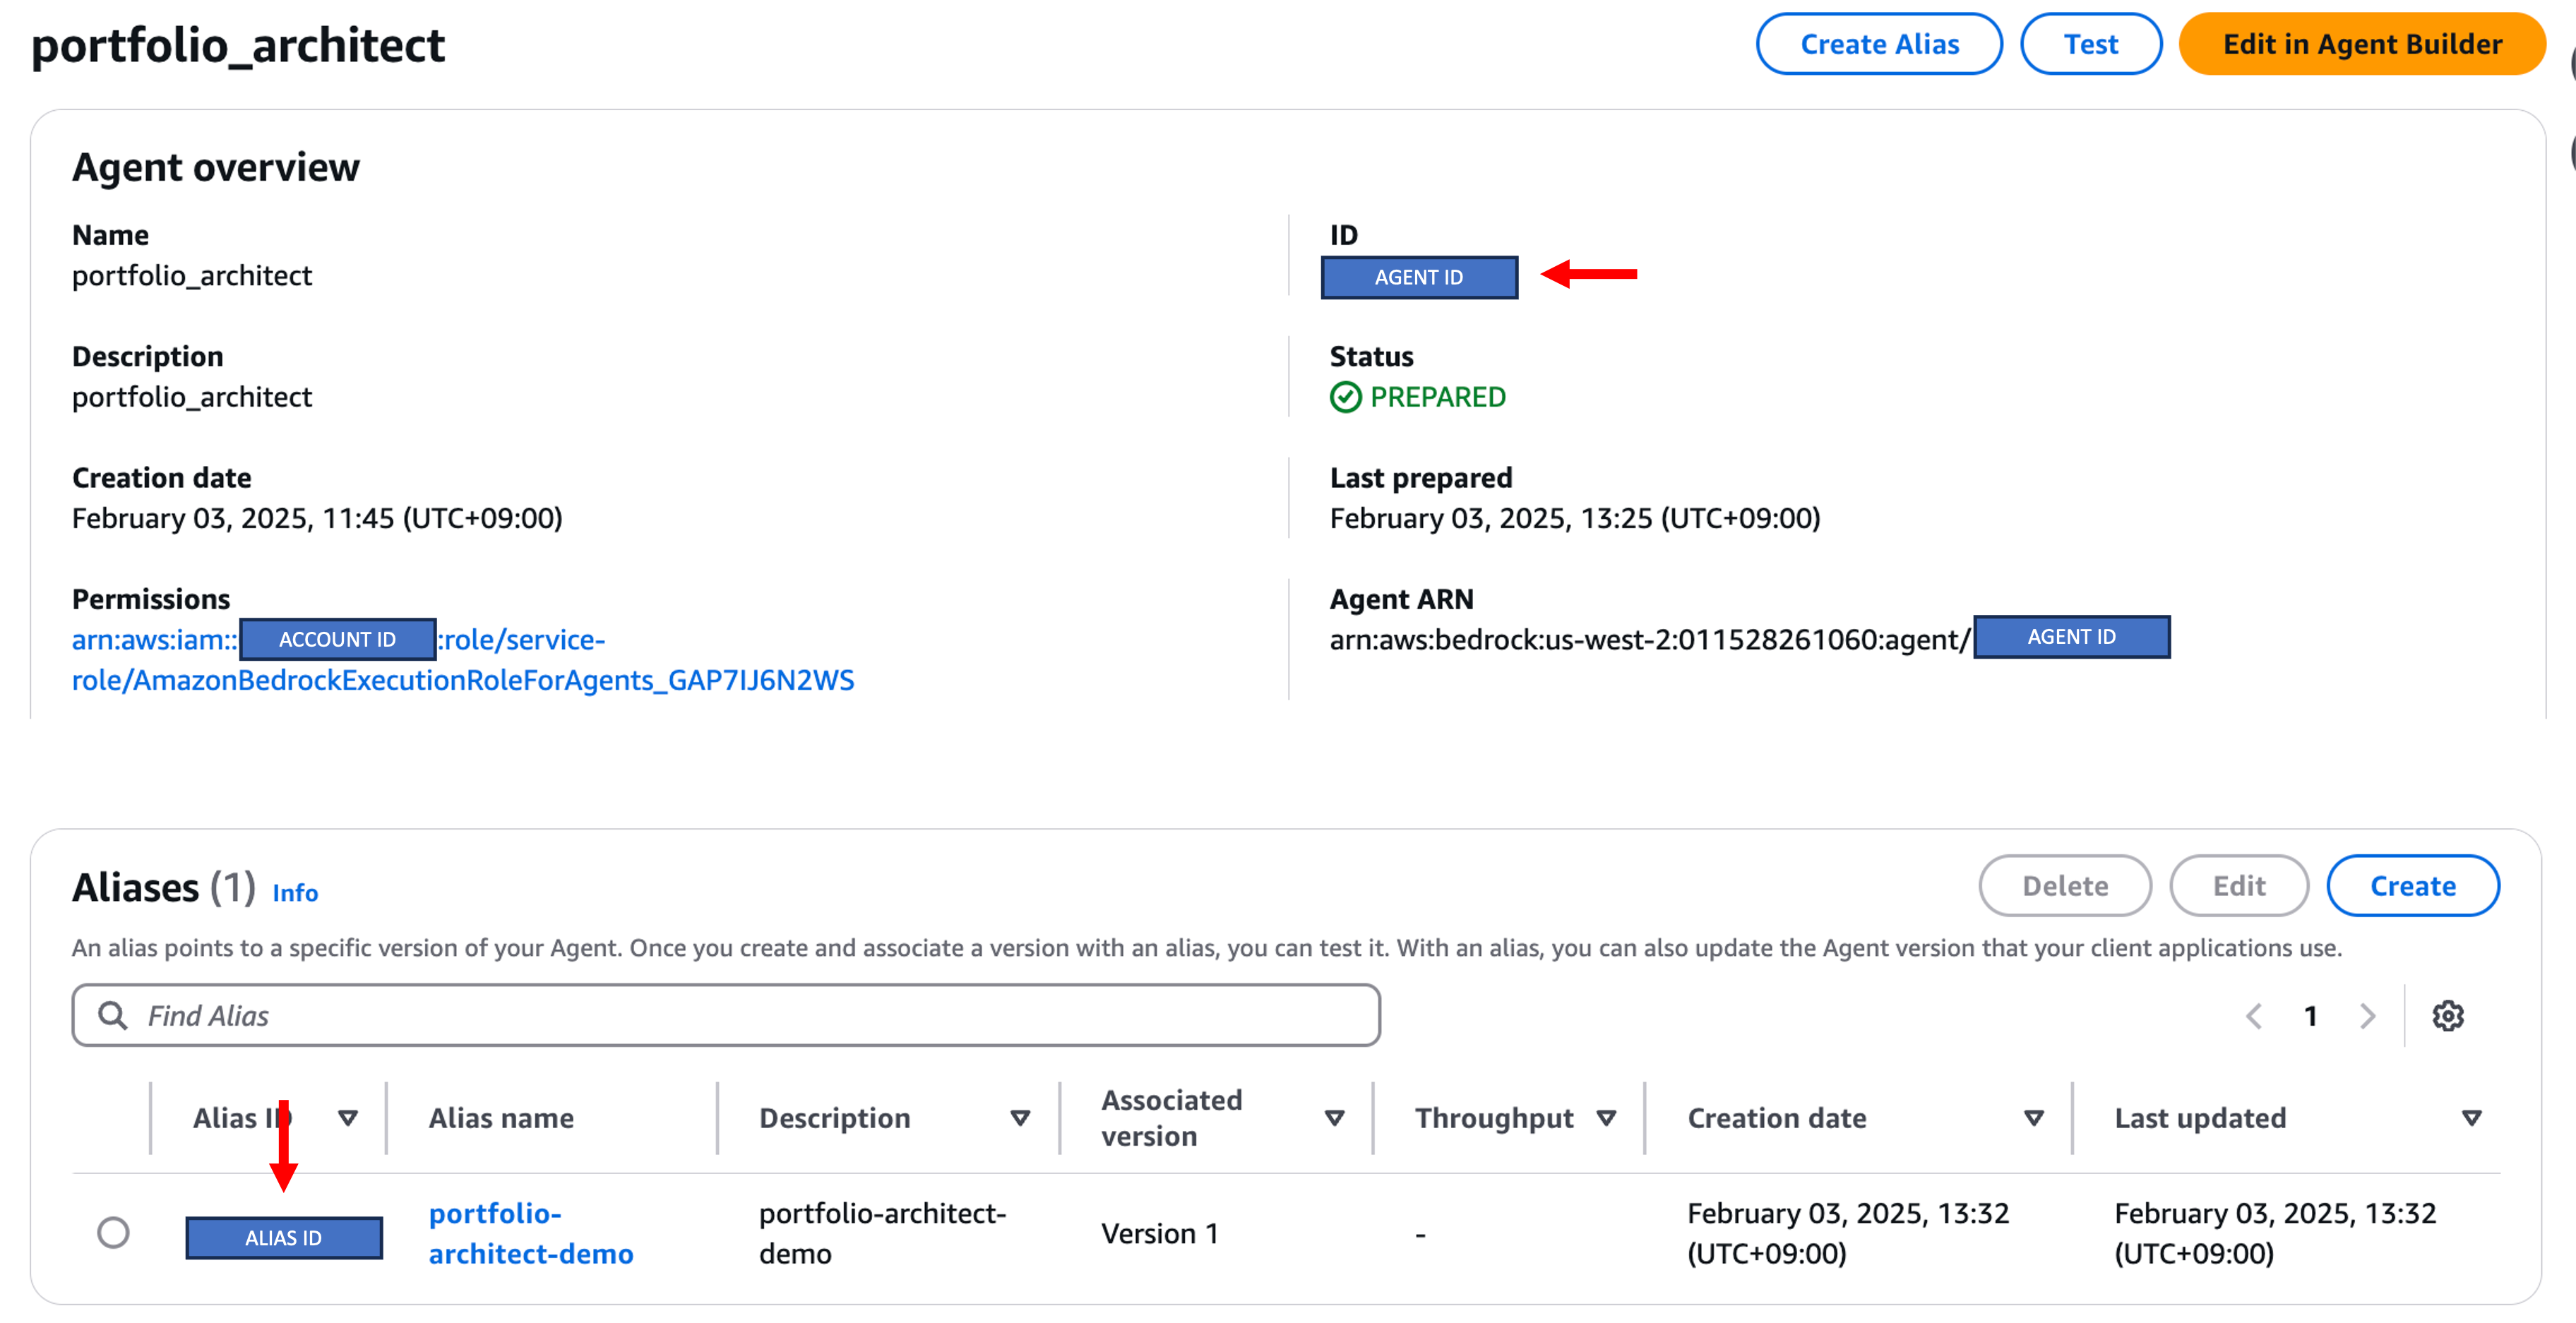 portfolio_architect
Create Alias
Test
Edit in Agent Builder
Agent overview
Name
portfolio_architect
ID
AGENT ID
Description
portfolio_architect
Status
PREPARED
Creation date
February 03, 2025, 11:45 (UTC+09:00)
Last prepared
February 03, 2025, 13:25 (UTC+09:00)
Permissions
arn:aws:iam:: ACCOUNT ID :role/service-
role/AmazonBedrockExecutionRoleForAgents_GAP7IJ6N2WS
Agent ARN
arn:aws:bedrock:us-west-2:011528261060:agent/ AGENT ID
Aliases (1) Info
Delete
Edit
Create
An alias points to a specific version of your Agent. Once you create and associate a version with an alias, you can test it. With an alias, you can also update the Agent version that your client applications use.
Find Alias
1
Alias ID
Alias name
Description
Associated
version
Throughput
Creation date
Last updated
ALIAS ID
portfolio-
architect-demo
portfolio-architect-
demo
Version 1
-
February 03, 2025, 13:32
(UTC+09:00)
February 03, 2025, 13:32
(UTC+09:00)